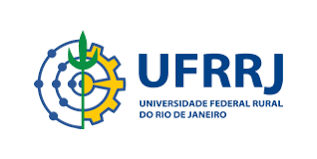 UFRRJ
UNIVERSIDADE FEDERAL RURAL
DO RIO DE JANEIRO